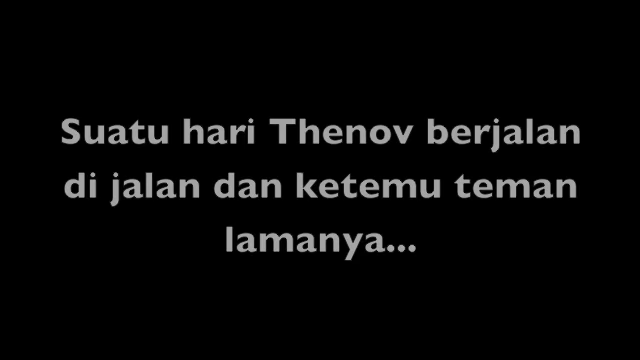 Suatu hari Thenov berjalan
di jalan dan ketemu teman
lamanya...